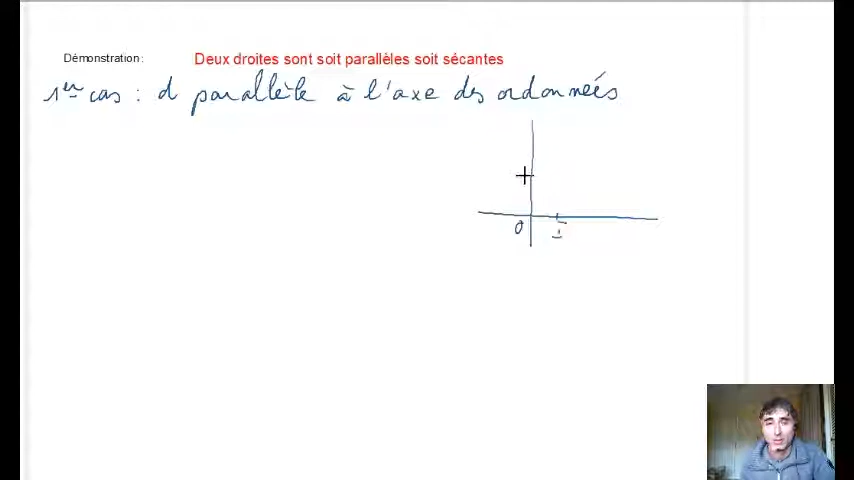 Démonstration: Deux droites sont soit parallèles soit sécantes
1er cas : d parallèle à l'axe des ordonnées
0 I